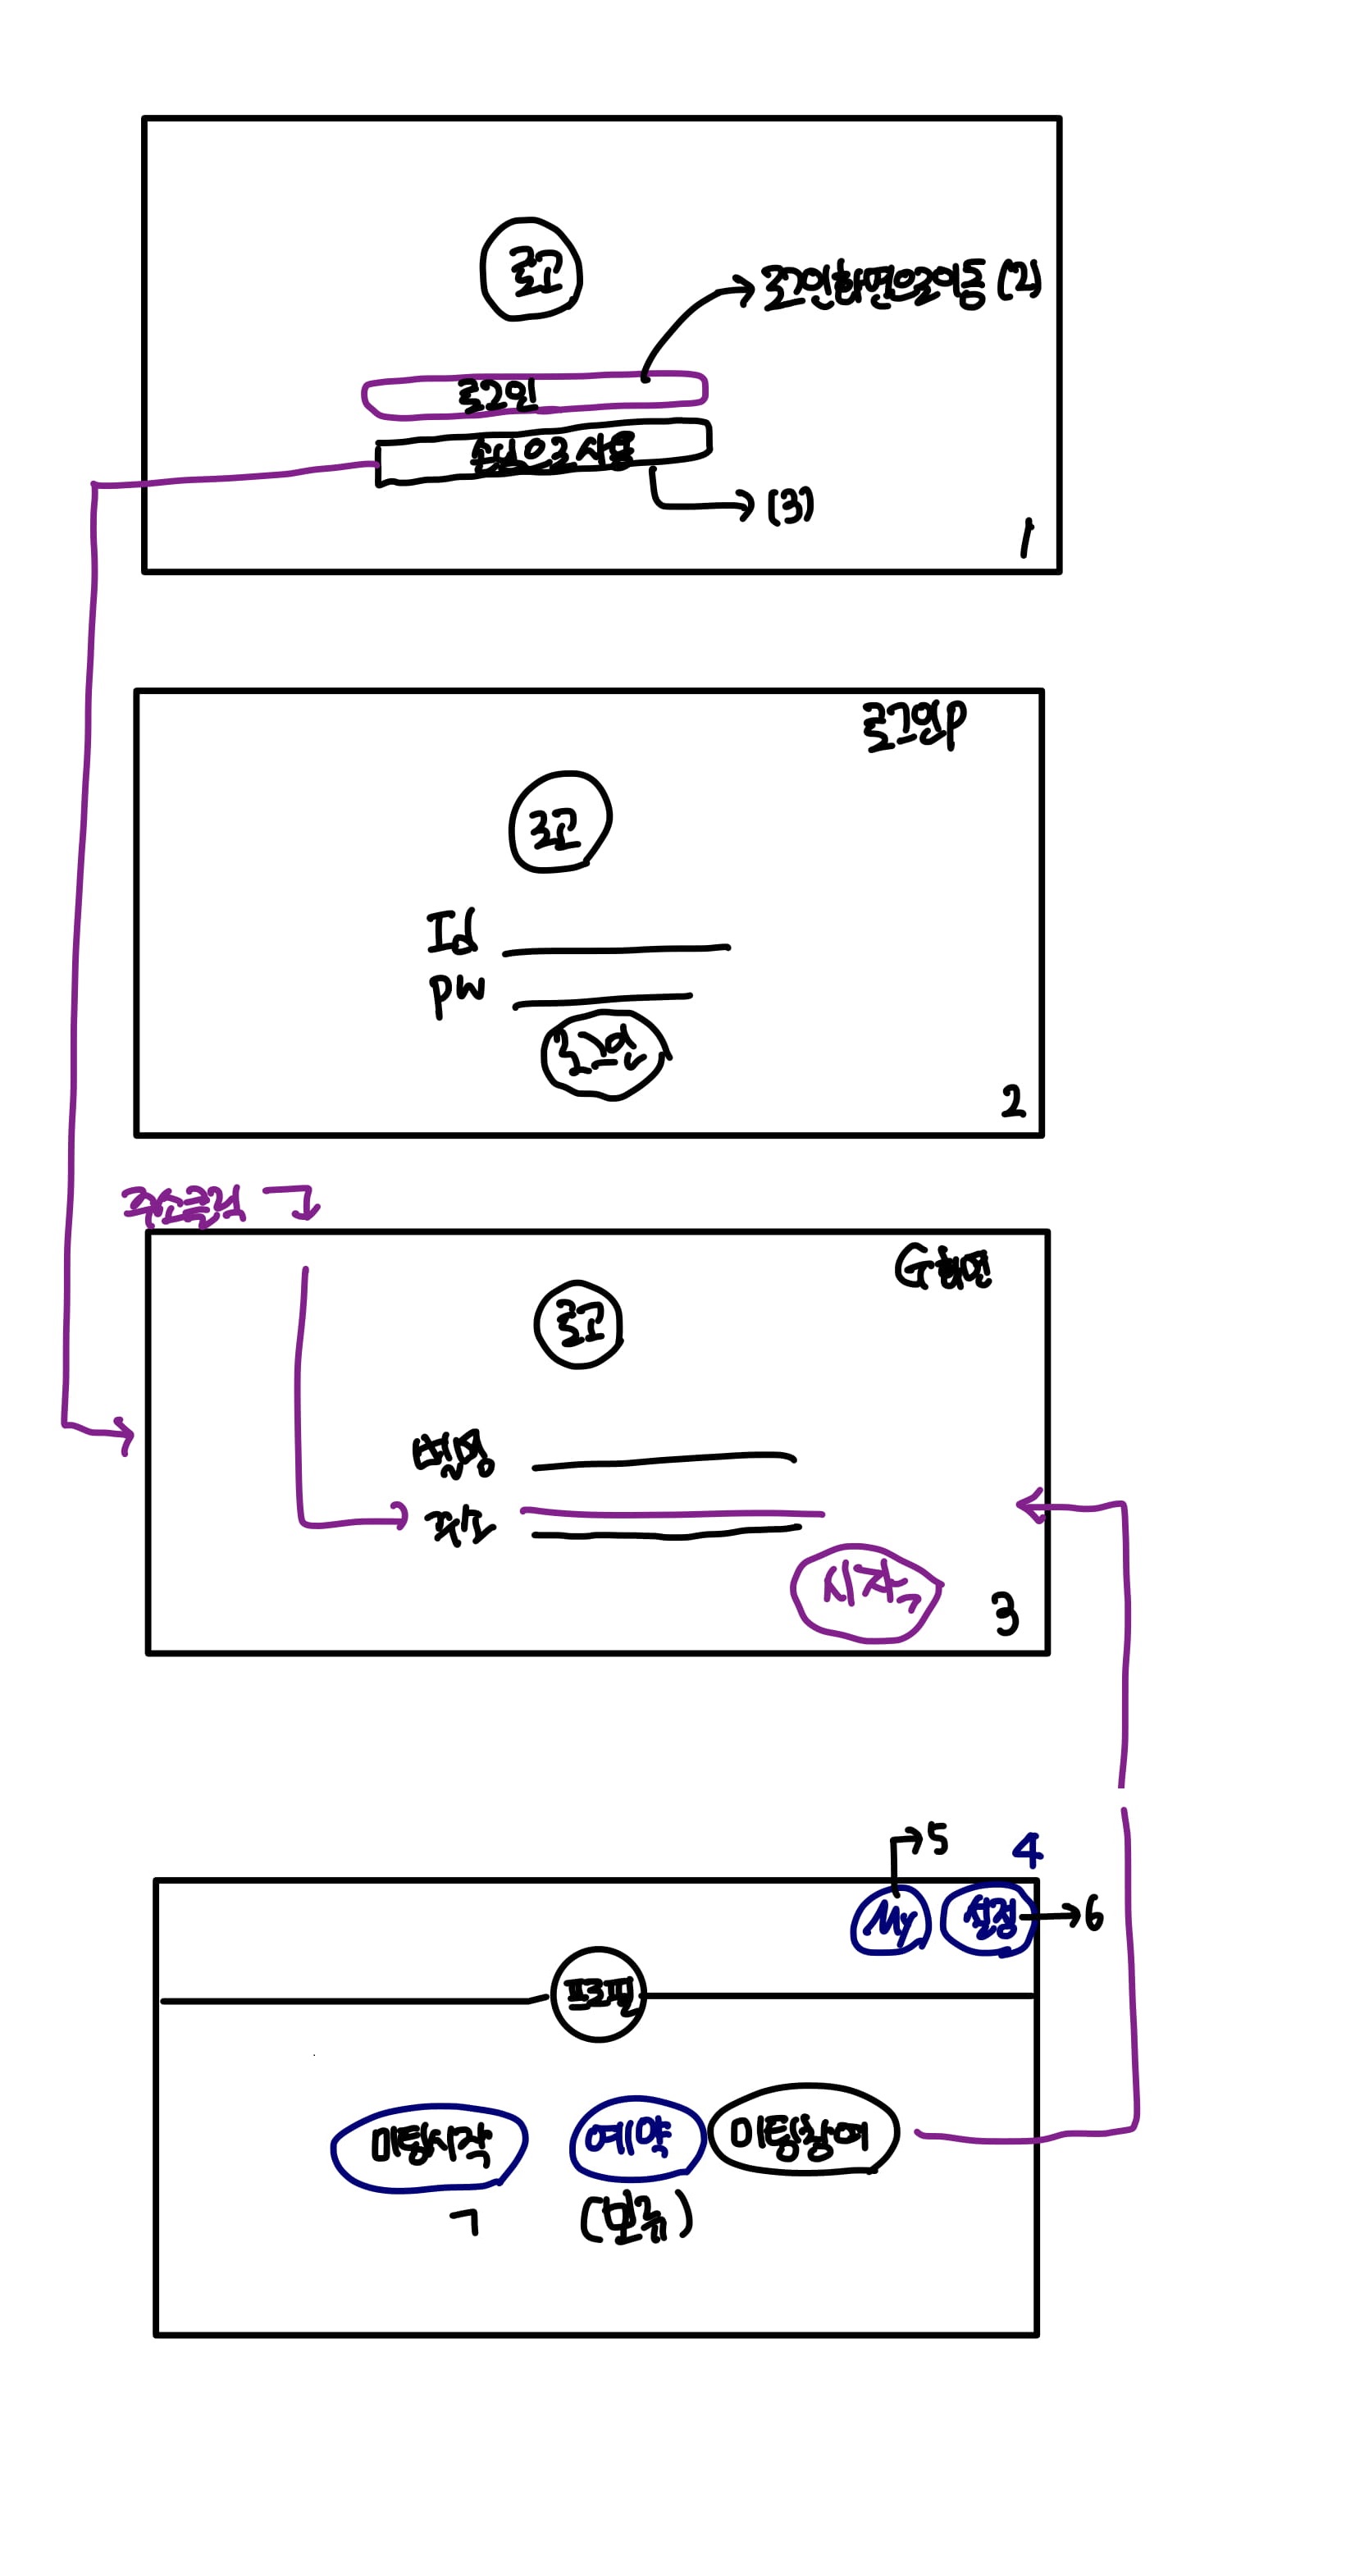 로고
로그인화면으로이동 (2)
로그인
손님으로 사용
(3)
1
로그인P
로고
Id
PW
로그인
2
주소클릭
G화면
로고
닉네임
주소
시작
3
5
4
My
설정
6
프로필
미팅시작
예약
미팅참여
7
(보류)